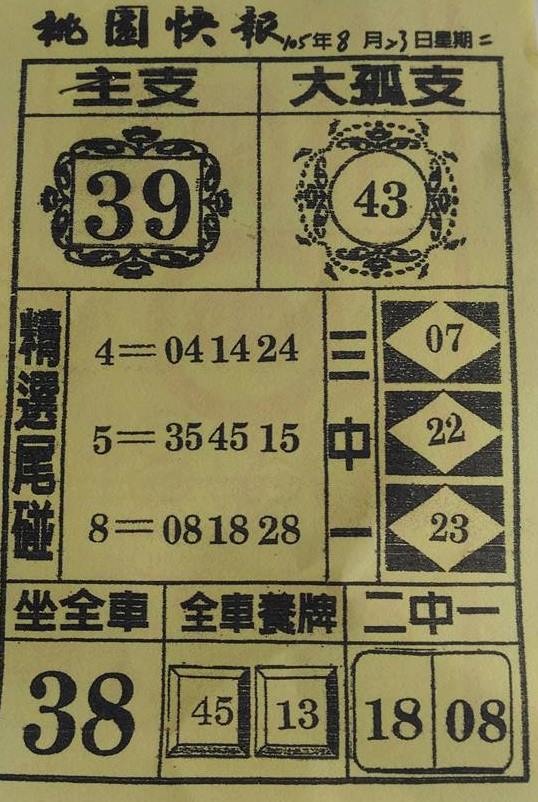 桃園快報 105年8月23日星期二
主支 大孤支
39 43
精選尾碰
4=04 14 24
5=35 45 15
8=08 18 28
三中一
07
22
23
坐全車 全車養牌 二中一
38 45 13 18 08